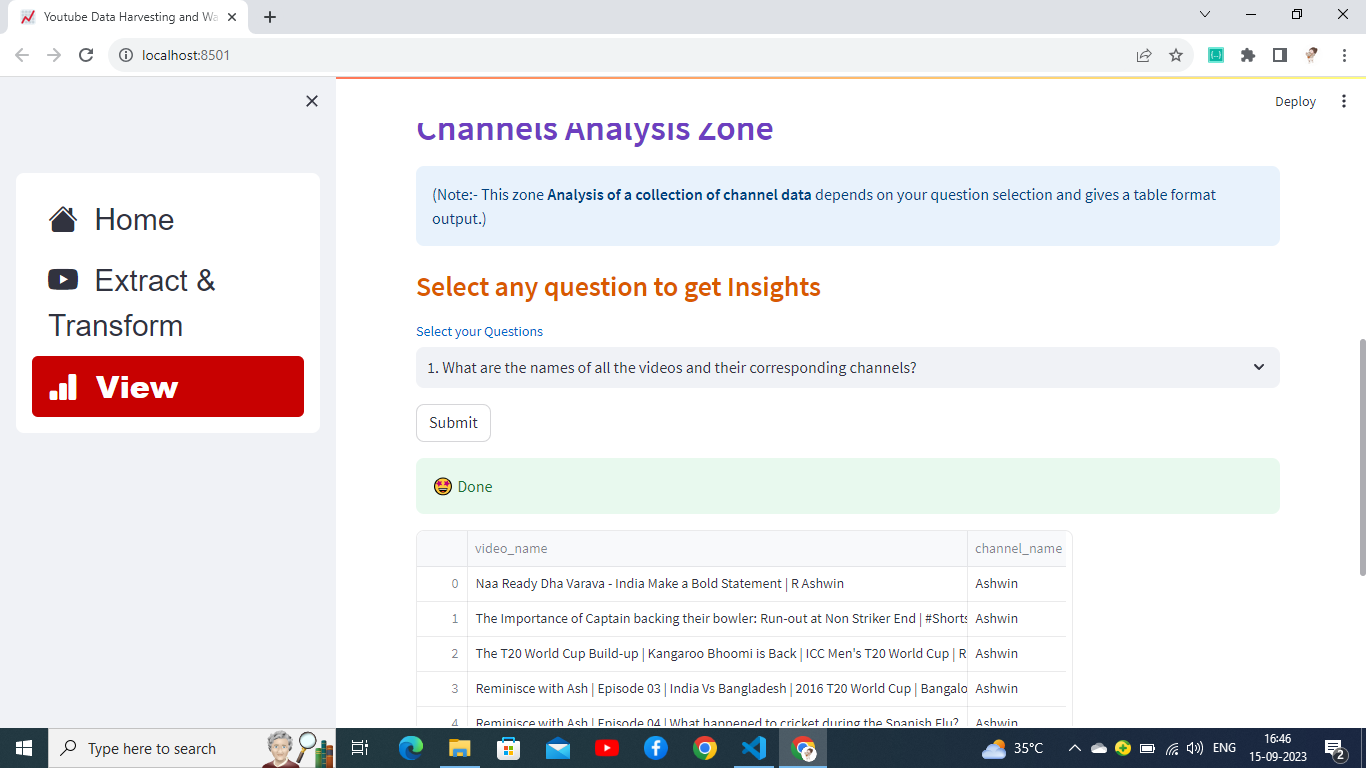 Youtube Data Harvesting and Wa
localhost:8501
Deploy
Home
Extract &
Transform
View
Channels Analysis Zone
(Note:- This zone Analysis of a collection of channel data depends on your question selection and gives a table format
output.)
Select any question to get Insights
Select your Questions
1. What are the names of all the videos and their corresponding channels?
Submit
Done
video_name channel_name
0 Naa Ready Dha Varava - India Make a Bold Statement | R Ashwin Ashwin
1 The Importance of Captain backing their bowler: Run-out at Non Striker End | #Shorts Ashwin
2 The T20 World Cup Build-up | Kangaroo Bhoomi is Back | ICC Men's T20 World Cup | R Ashwin
3 Reminisce with Ash | Episode 03 | India Vs Bangladesh | 2016 T20 World Cup | Bangalo Ashwin
4 Reminisce with Ash | Episode 04 | What happened to cricket during the Spanish Flu? Ashwin
Type here to search
35°C
ENG
16:46
15-09-2023
2